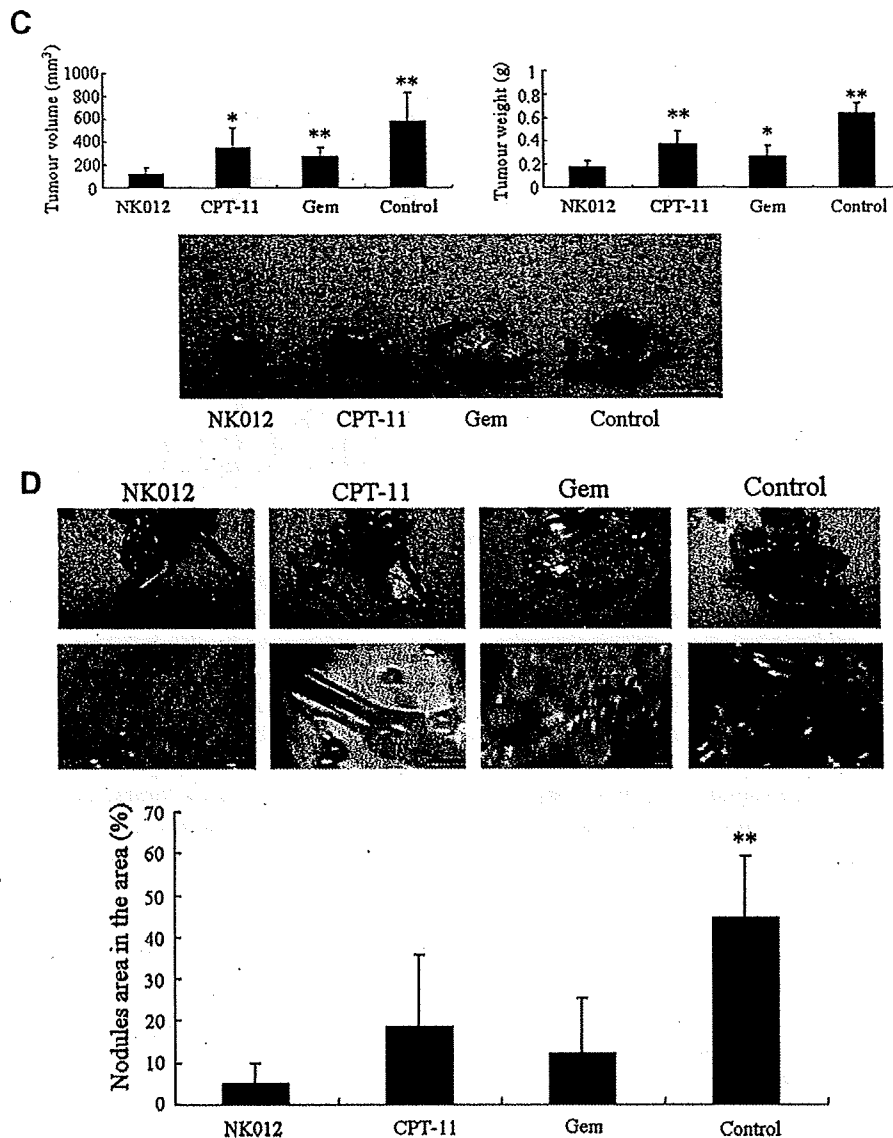 C
Tumour volume (mm³)
1000
800
600
400
200
0
*
**
**
NK012 CPT-11 Gem Control
Tumour weight (g)
1
0.8
0.6
0.4
0.2
0
**
*
**
NK012 CPT-11 Gem Control
NK012 CPT-11 Gem Control
D
NK012 CPT-11 Gem Control
Nodules area in the area (%)
70
60
50
40
30
20
10
0
**
NK012 CPT-11 Gem Control